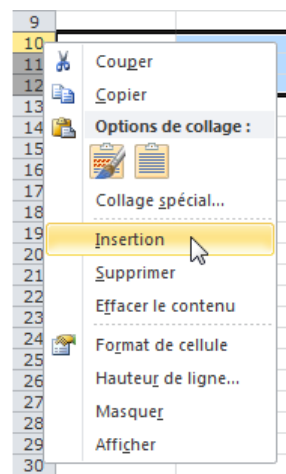 9
10
11
12
13
14
15
16
17
18
19
20
21
22
23
24
25
26
27
28
29
30
Couper
Copier
Options de collage :
Collage spécial...
Insertion
Supprimer
Effacer le contenu
Format de cellule
Hauteur de ligne...
Masquer
Afficher